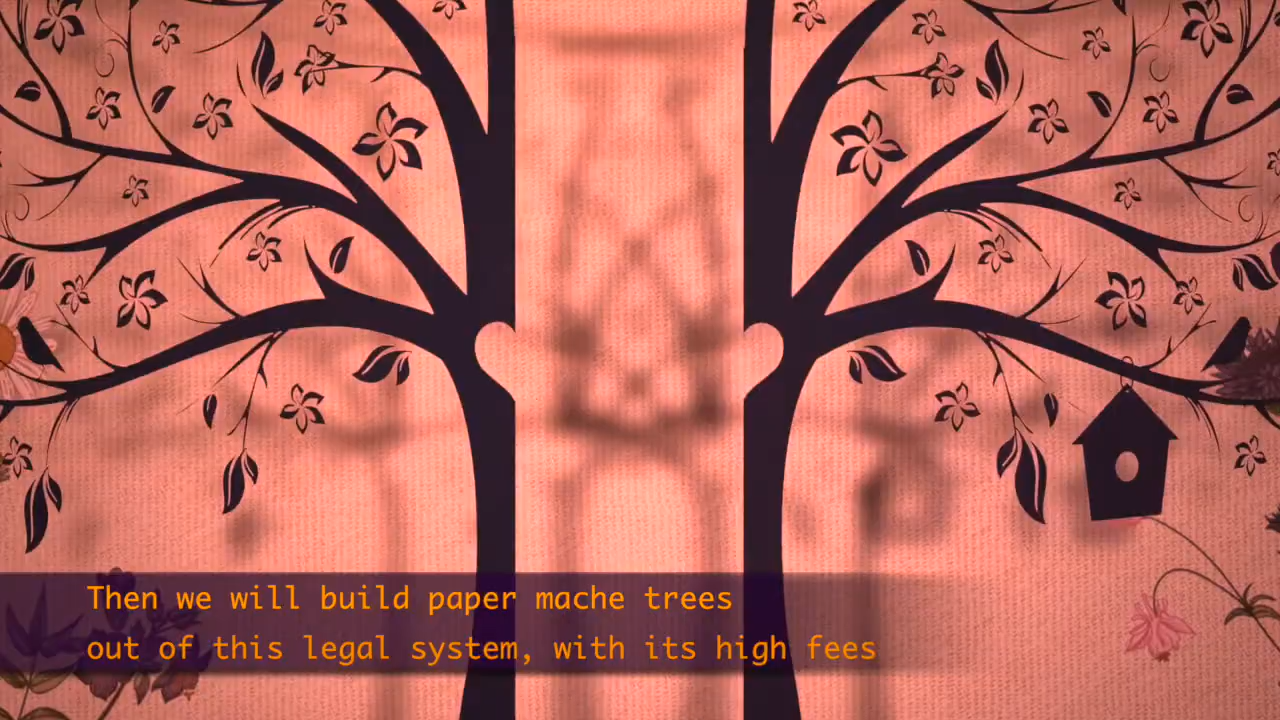 Then we will build paper mache trees
out of this legal system, with its high fees